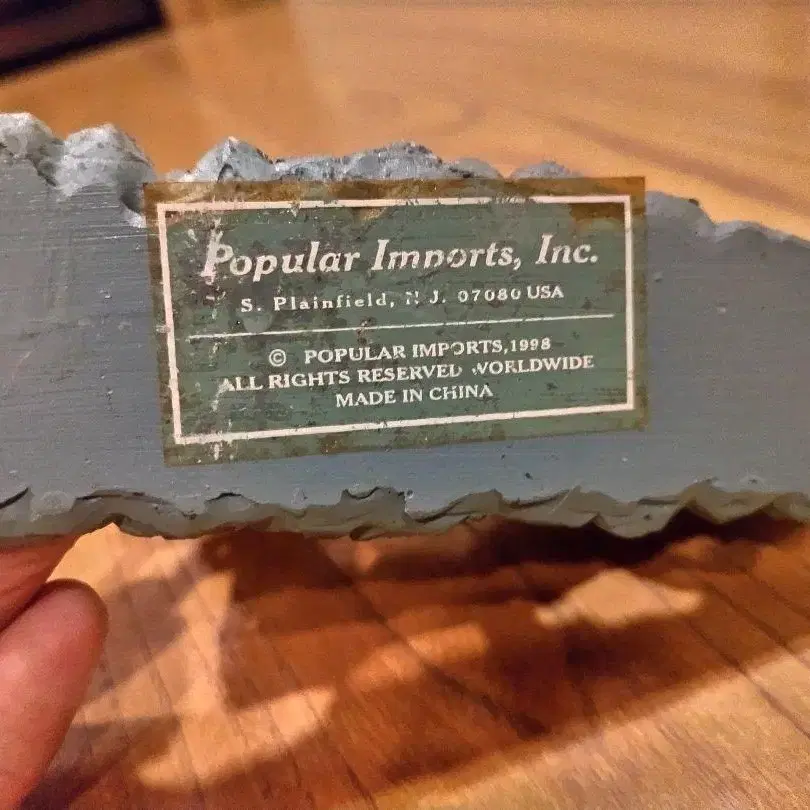 Popular Imports, Inc.
S. Plainfield, N J. 07080 USA
© POPULAR IMPORTS,1998
ALL RIGHTS RESERVED WORLDWIDE
MADE IN CHINA